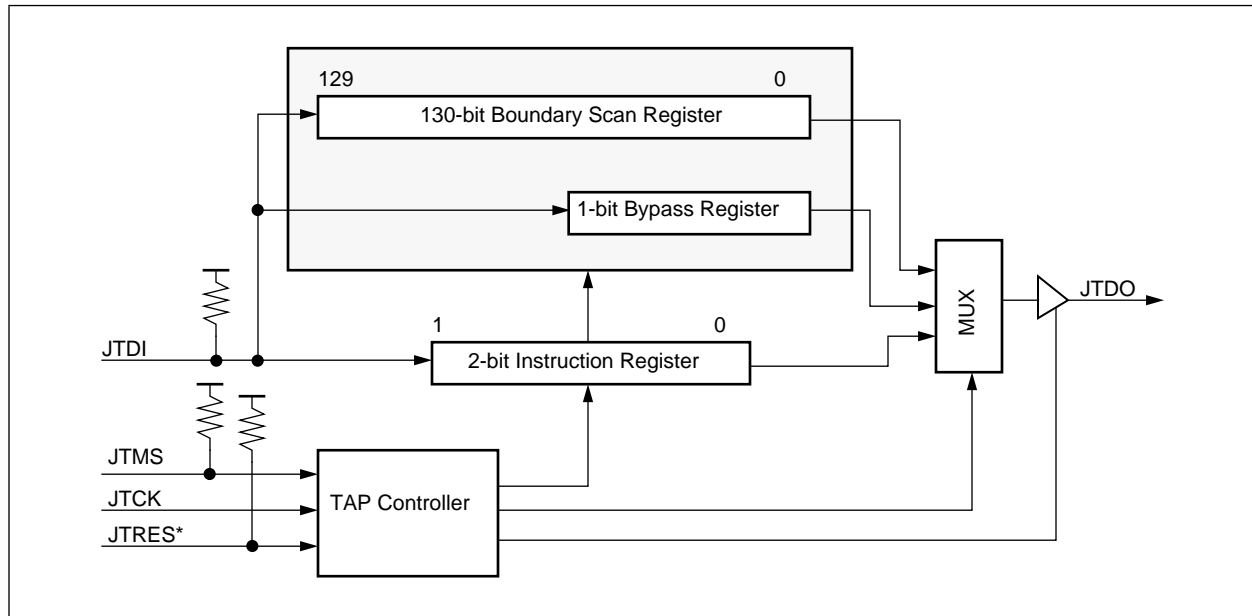 129 0
130-bit Boundary Scan Register
1-bit Bypass Register
MUX
JTDO
1 0
JTDI
2-bit Instruction Register
JTMS
JTCK
TAP Controller
JTRES*